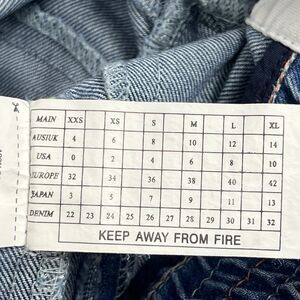 MAIN XXS XS S M L XL
AUS|UK 4 6 8 10 12 14
USA 0 2 4 6 8 10
EUROPE 32 34 36 38 40 42
JAPAN 3 5 7 9 11 13
DENIM 22 23 24 25 26 27 28 29 30 31 32
KEEP AWAY FROM FIRE